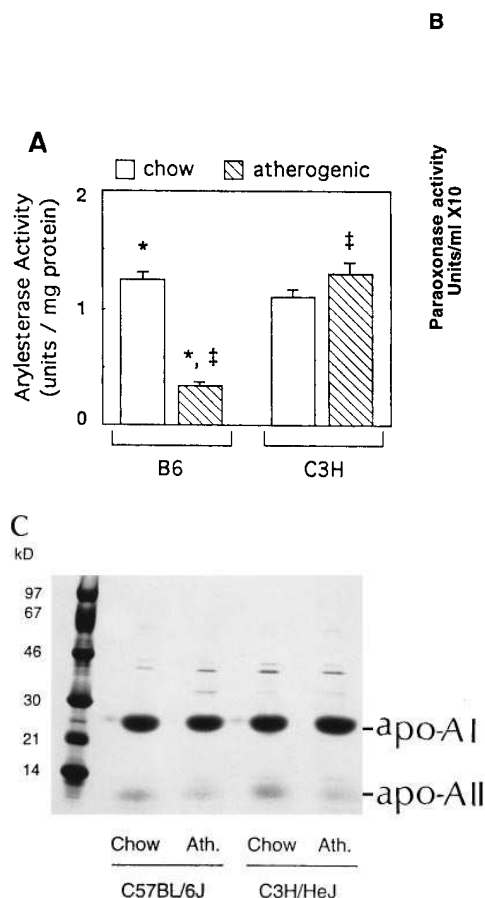 B
A
chow atherogenic
Arylesterase Activity
(units / mg protein)
2
1
0
*
*, ‡
‡
B6 C3H
Paraoxonase activity
Units/ml X10
C
kD
97
67
46
30
21
14
apo-AI
apo-AII
Chow Ath. Chow Ath.
C57BL/6J C3H/HeJ